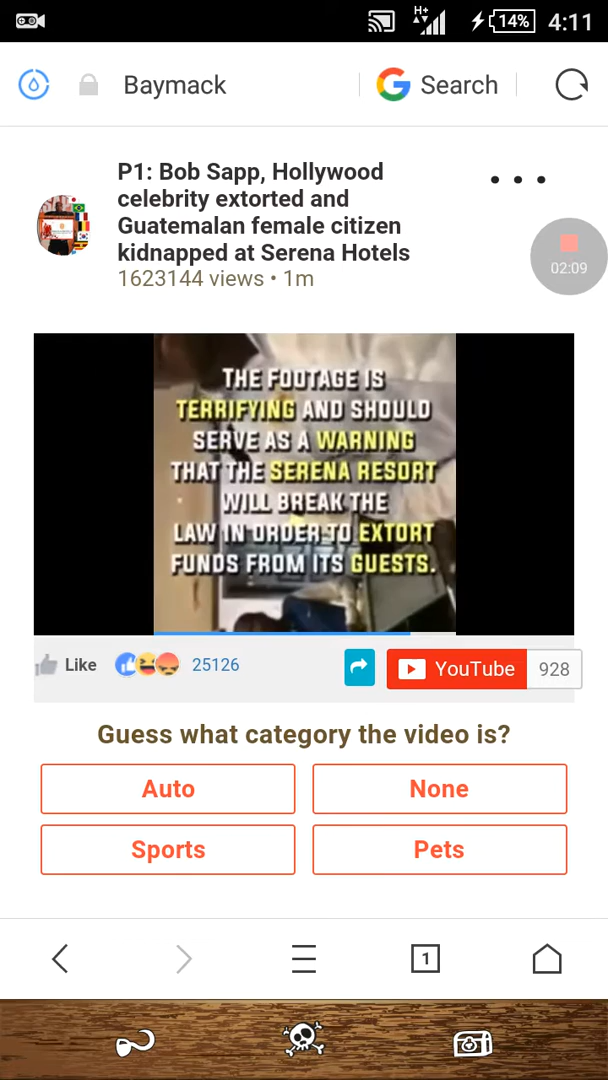 H+
14%
4:11
Baymack
Search
P1: Bob Sapp, Hollywood
celebrity extorted and
Guatemalan female citizen
kidnapped at Serena Hotels
1623144 views • 1m
02:09
THE FOOTAGE IS
TERRIFYING AND SHOULD
SERVE AS A WARNING
THAT THE SERENA RESORT
WILL BREAK THE
LAW IN ORDER TO EXTORT
FUNDS FROM ITS GUESTS.
Like
25126
YouTube
928
Guess what category the video is?
Auto
None
Sports
Pets
1